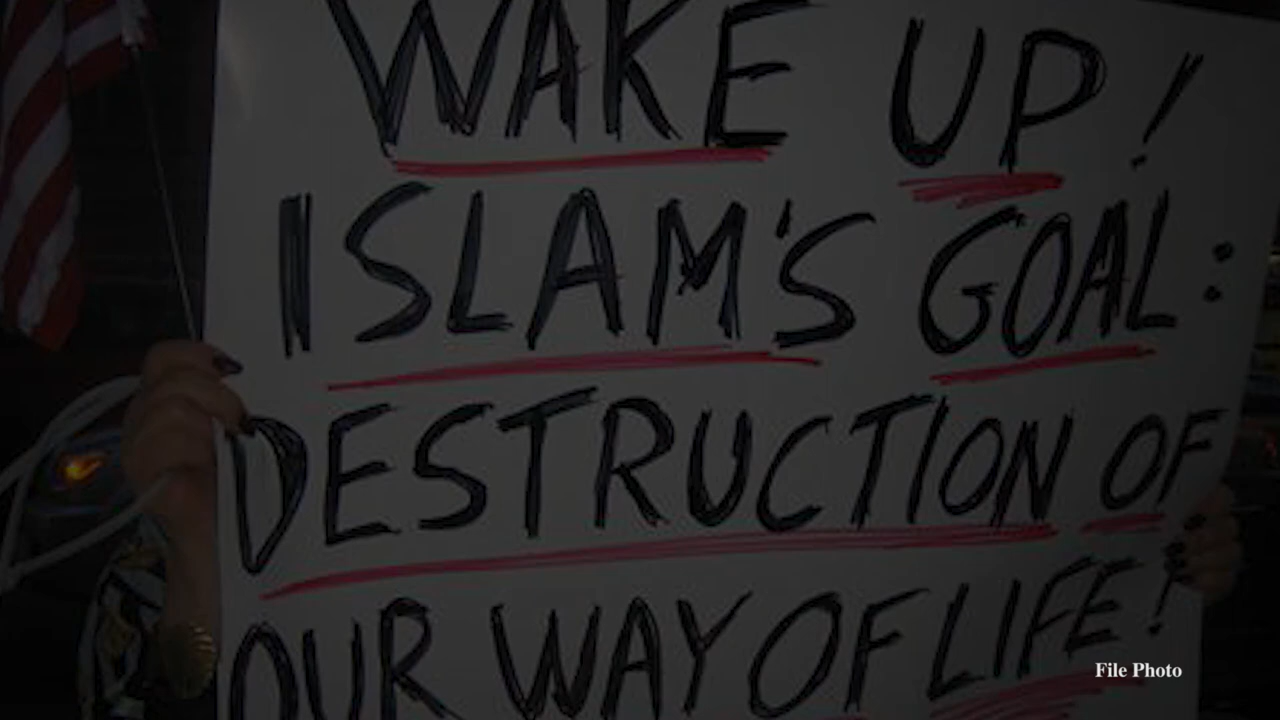 WAKE UP!
ISLAM'S GOAL:
DESTRUCTION OF
OUR WAY OF LIFE!
File Photo